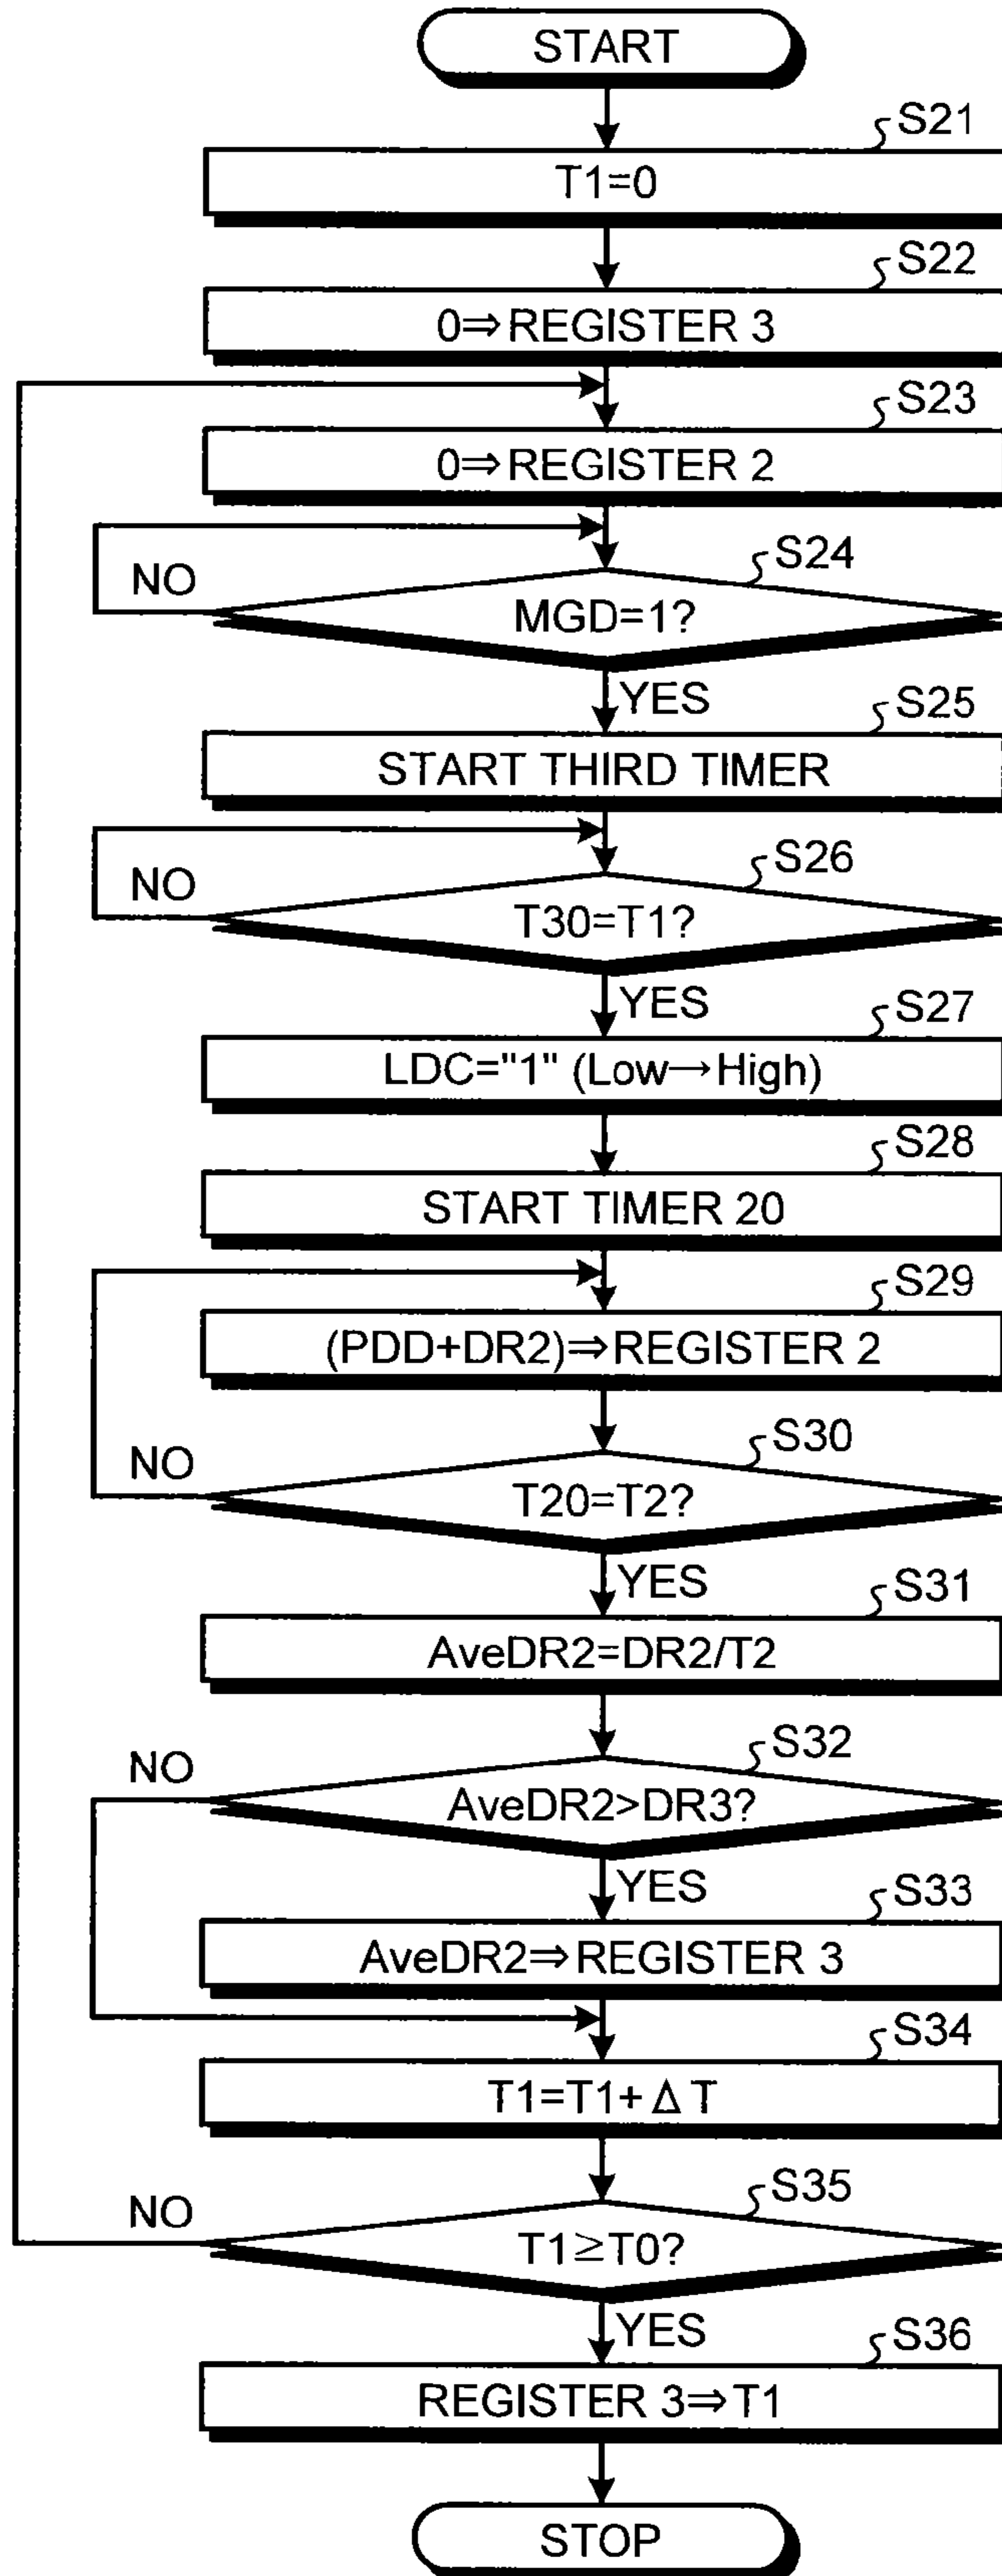 START
S21
T1=0
S22
0⇒REGISTER 3
S23
0⇒REGISTER 2
S24
NO
MGD=1?
YES
S25
START THIRD TIMER
S26
NO
T30=T1?
YES
S27
LDC="1" (Low→High)
S28
START TIMER 20
S29
(PDD+DR2)⇒REGISTER 2
S30
NO
T20=T2?
YES
S31
AveDR2=DR2/T2
S32
NO
AveDR2>DR3?
YES
S33
AveDR2⇒REGISTER 3
S34
T1=T1+ΔT
S35
NO
T1≥T0?
YES
S36
REGISTER 3⇒T1
STOP